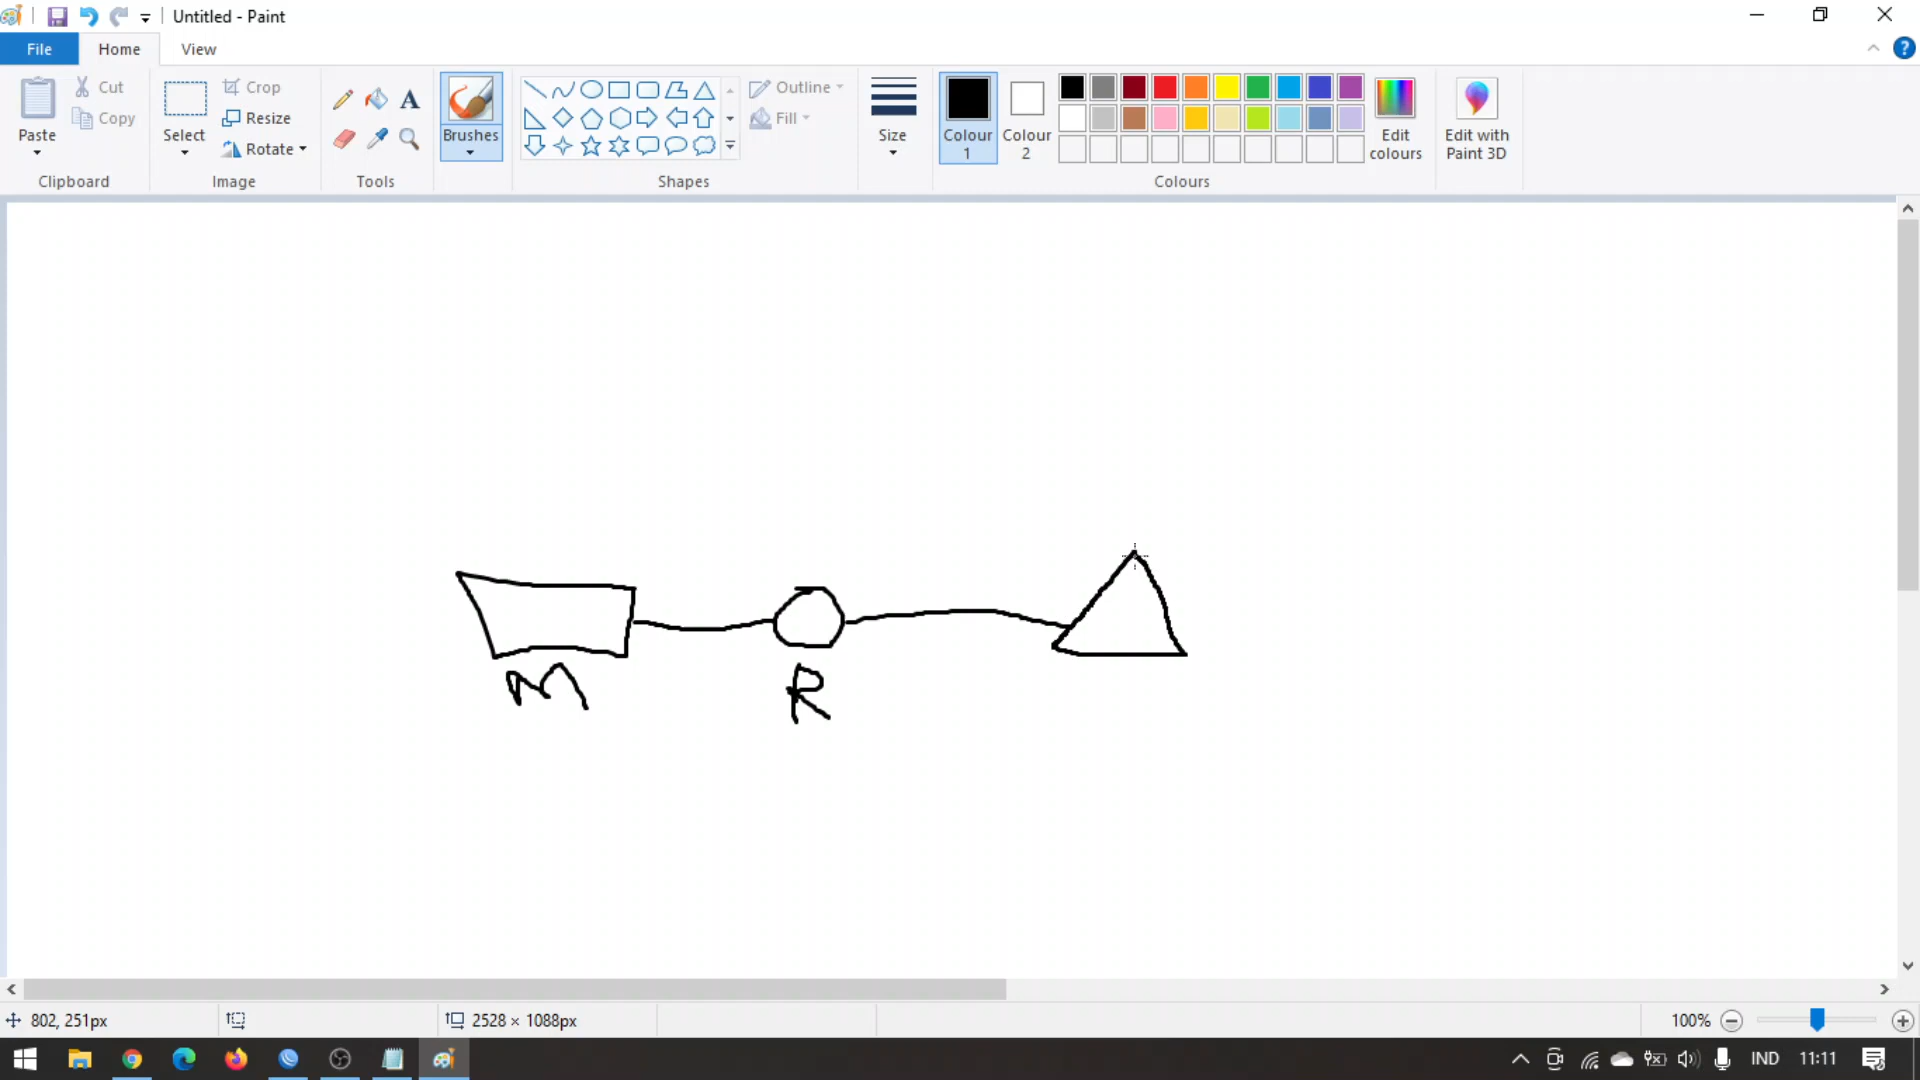 Untitled - Paint
File Home View
Paste
Cut
Copy
Clipboard
Select
Crop
Resize
Rotate
Image
A
Tools
Brushes
Shapes
Outline
Fill
Size
Colour 1
Colour 2
Colours
Edit colours
Edit with Paint 3D
?
M R
802, 251px
2528 × 1088px
100%
IND 11:11